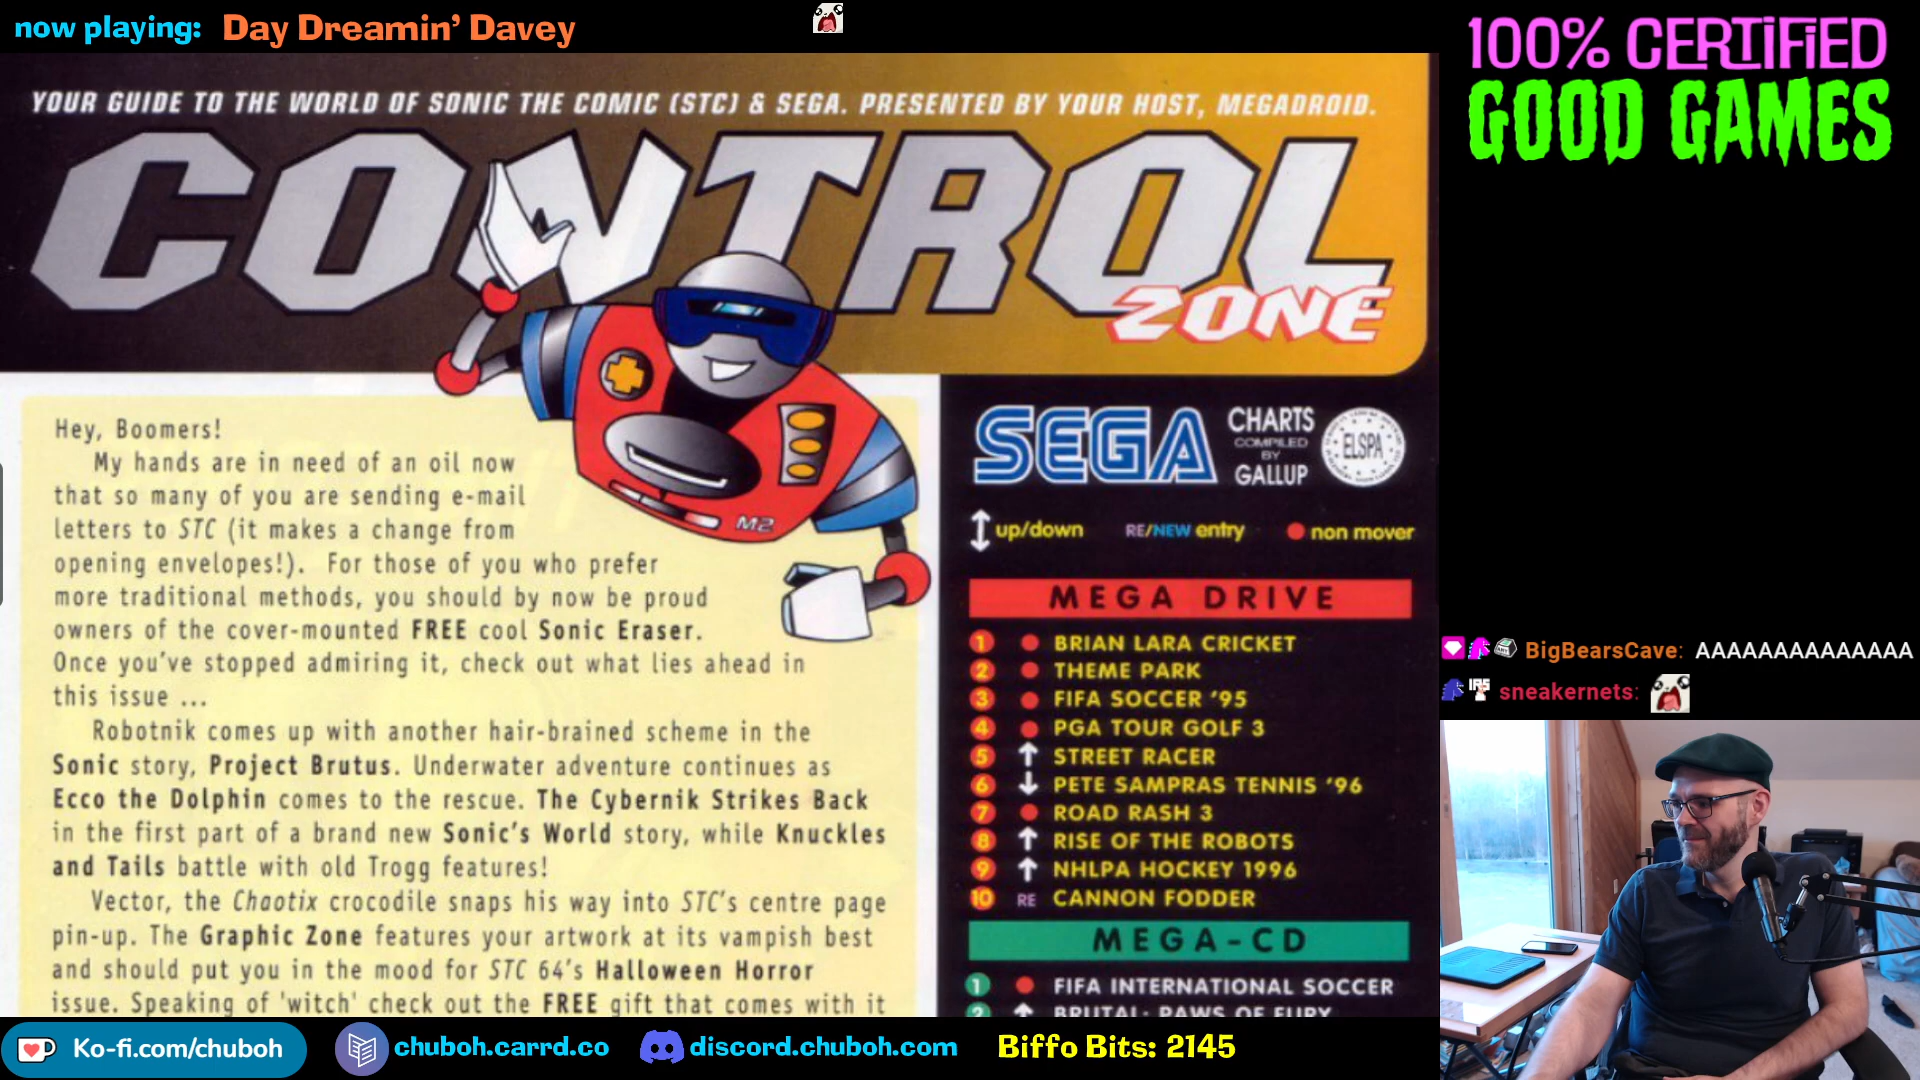 now playing: Day Dreamin' Davey
100% CERTIFIED
GOOD GAMES
YOUR GUIDE TO THE WORLD OF SONIC THE COMIC (STC) & SEGA. PRESENTED BY YOUR HOST, MEGADROID.
CONTROL
ZONE
Hey, Boomers!
My hands are in need of an oil now
that so many of you are sending e-mail
letters to STC (it makes a change from
opening envelopes!). For those of you who prefer
more traditional methods, you should by now be proud
owners of the cover-mounted FREE cool Sonic Eraser.
Once you've stopped admiring it, check out what lies ahead in
this issue ...
Robotnik comes up with another hair-brained scheme in the
Sonic story, Project Brutus. Underwater adventure continues as
Ecco the Dolphin comes to the rescue. The Cybernik Strikes Back
in the first part of a brand new Sonic's World story, while Knuckles
and Tails battle with old Trogg features!
Vector, the Chaotix crocodile snaps his way into STC's centre page
pin-up. The Graphic Zone features your artwork at its vampish best
and should put you in the mood for STC 64's Halloween Horror
issue. Speaking of 'witch' check out the FREE gift that comes with it
M2
SEGA CHARTS COMPILED BY GALLUP ELSPA
up/down RE/NEW entry non mover
MEGA DRIVE
1 BRIAN LARA CRICKET
2 THEME PARK
3 FIFA SOCCER '95
4 PGA TOUR GOLF 3
5 STREET RACER
6 PETE SAMPRAS TENNIS '96
7 ROAD RASH 3
8 RISE OF THE ROBOTS
9 NHLPA HOCKEY 1996
10 RE CANNON FODDER
MEGA-CD
1 FIFA INTERNATIONAL SOCCER
2 BRUTAL: PAWS OF FURY
BigBearsCave: AAAAAAAAAAAAAA
sneakernets:
Ko-fi.com/chuboh
chuboh.carrd.co
discord.chuboh.com
Biffo Bits: 2145